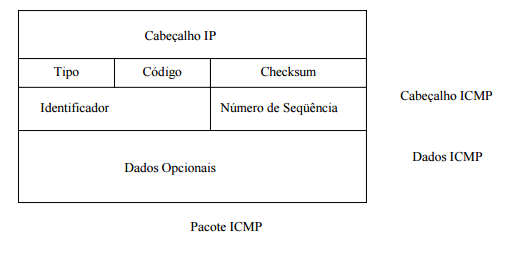 Cabeçalho IP
Tipo Código Checksum
Cabeçalho ICMP
Identificador Número de Seqüência
Dados ICMP
Dados Opcionais
Pacote ICMP